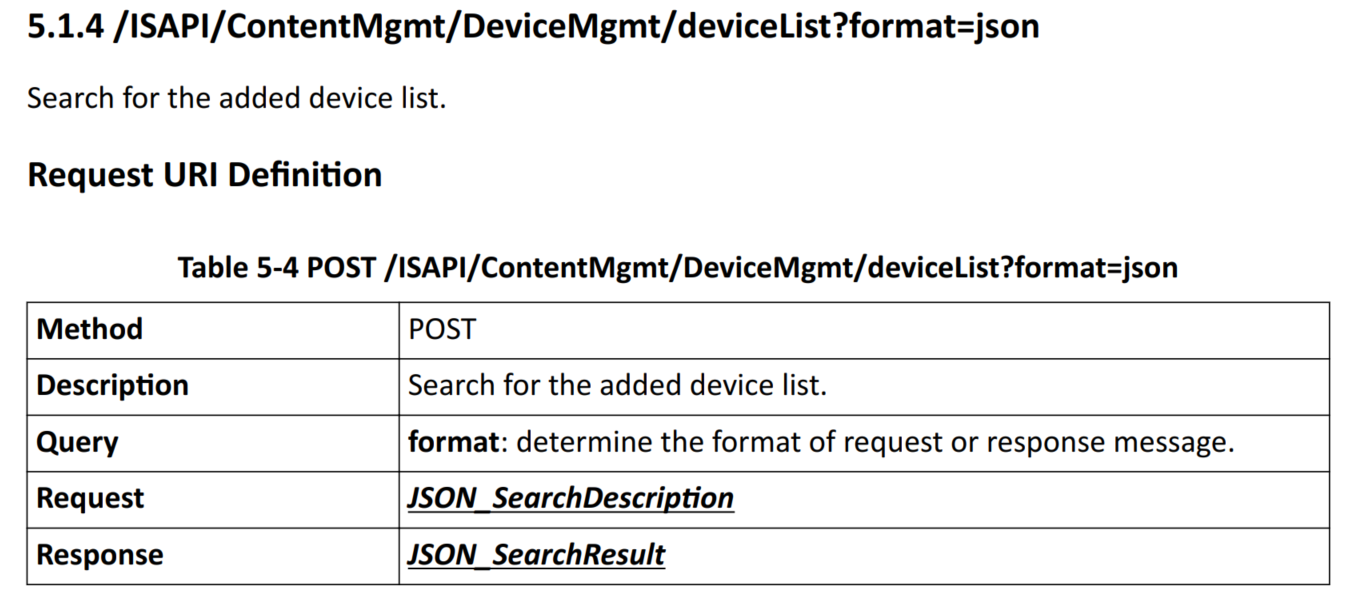 5.1.4 /ISAPI/ContentMgmt/DeviceMgmt/deviceList?format=json
Search for the added device list.
Request URI Definition
Table 5-4 POST /ISAPI/ContentMgmt/DeviceMgmt/deviceList?format=json
Method POST
Description Search for the added device list.
Query format: determine the format of request or response message.
Request JSON_SearchDescription
Response JSON_SearchResult